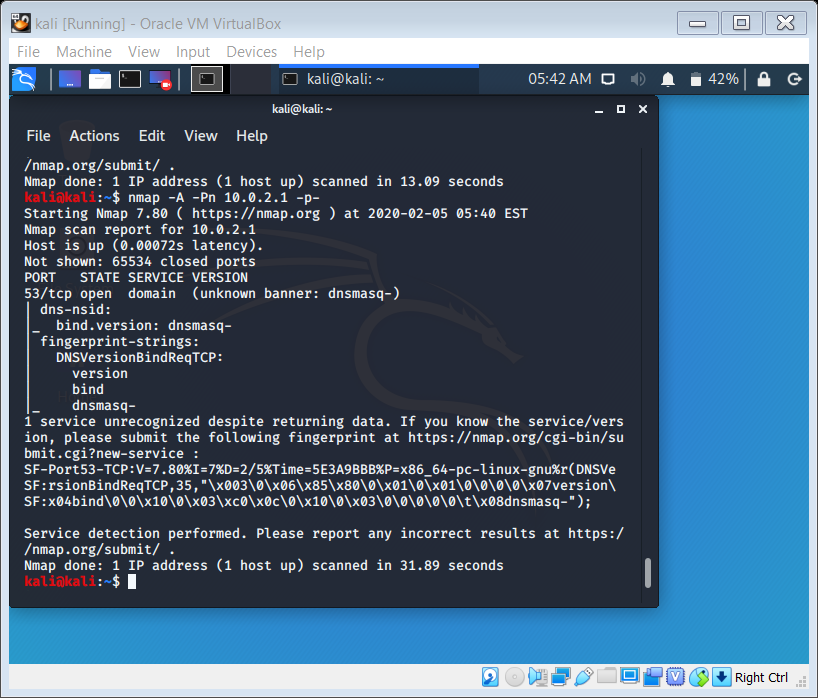 kali [Running] - Oracle VM VirtualBox
File Machine View Input Devices Help
kali@kali: ~ 05:42 AM 42%
kali@kali: ~
File Actions Edit View Help
/nmap.org/submit/ .
Nmap done: 1 IP address (1 host up) scanned in 13.09 seconds
kali@kali:~$ nmap -A -Pn 10.0.2.1 -p-
Starting Nmap 7.80 ( https://nmap.org ) at 2020-02-05 05:40 EST
Nmap scan report for 10.0.2.1
Host is up (0.00072s latency).
Not shown: 65534 closed ports
PORT   STATE SERVICE VERSION
53/tcp open  domain  (unknown banner: dnsmasq-)
| dns-nsid:
|_  bind.version: dnsmasq-
| fingerprint-strings:
|   DNSVersionBindReqTCP:
|     version
|     bind
|_    dnsmasq-
1 service unrecognized despite returning data. If you know the service/vers
ion, please submit the following fingerprint at https://nmap.org/cgi-bin/su
bmit.cgi?new-service :
SF-Port53-TCP:V=7.80%I=7%D=2/5%Time=5E3A9BBB%P=x86_64-pc-linux-gnu%r(DNSVe
SF:rsionBindReqTCP,35,"\x003\0\x06\x85\x80\0\x01\0\x01\0\0\0\0\x07version\
SF:x04bind\0\0\x10\0\x03\xc0\x0c\0\x10\0\x03\0\0\0\0\0\t\x08dnsmasq-");
Service detection performed. Please report any incorrect results at https:/
/nmap.org/submit/ .
Nmap done: 1 IP address (1 host up) scanned in 31.89 seconds
kali@kali:~$
Right Ctrl